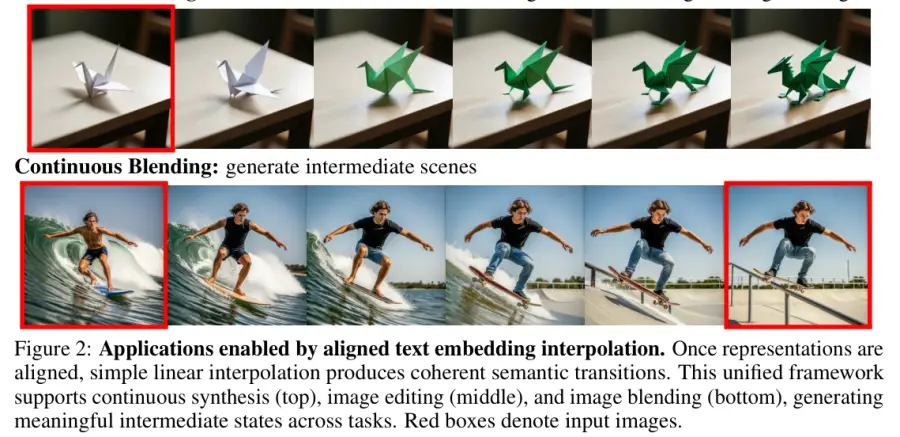 Continuous Blending: generate intermediate scenes
Figure 2: Applications enabled by aligned text embedding interpolation. Once representations are
aligned, simple linear interpolation produces coherent semantic transitions. This unified framework
supports continuous synthesis (top), image editing (middle), and image blending (bottom), generating
meaningful intermediate states across tasks. Red boxes denote input images.